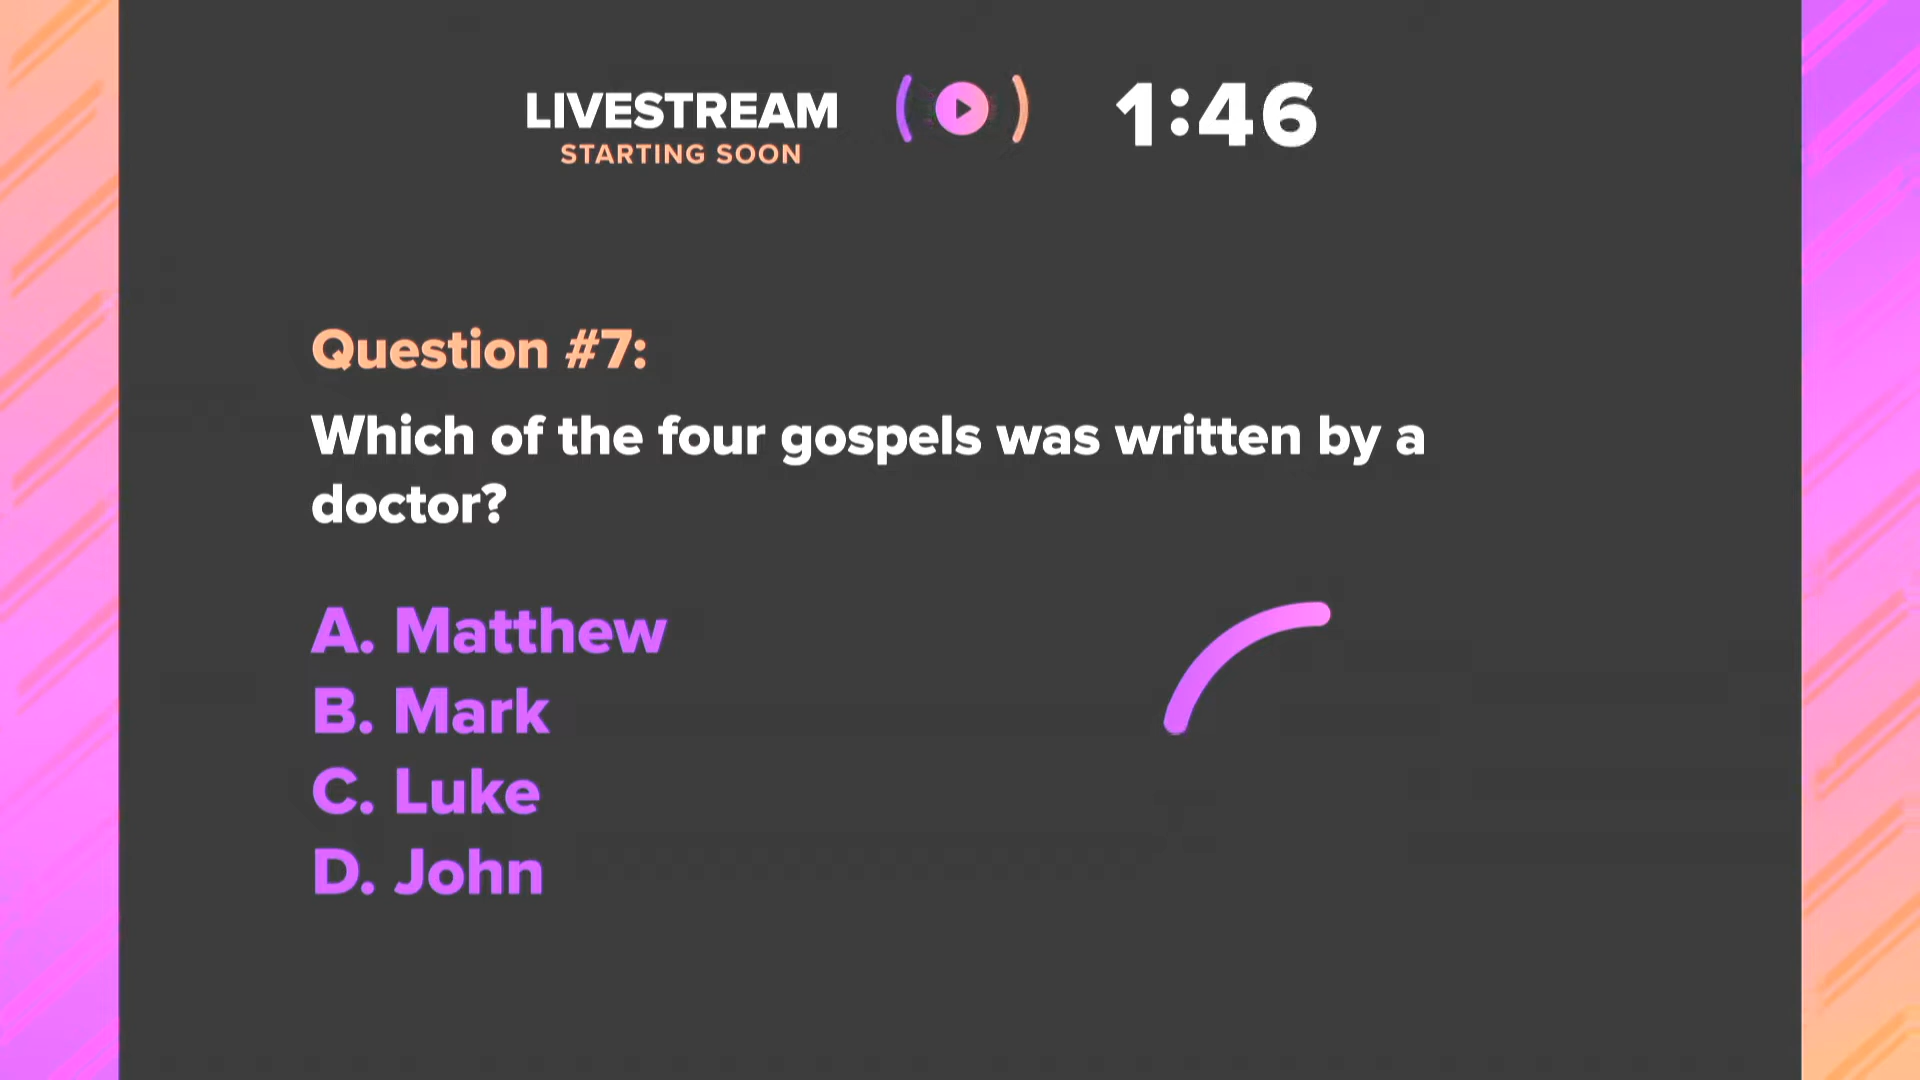 LIVESTREAM
STARTING SOON
1:46
Question #7:
Which of the four gospels was written by a
doctor?
A. Matthew
B. Mark
C. Luke
D. John